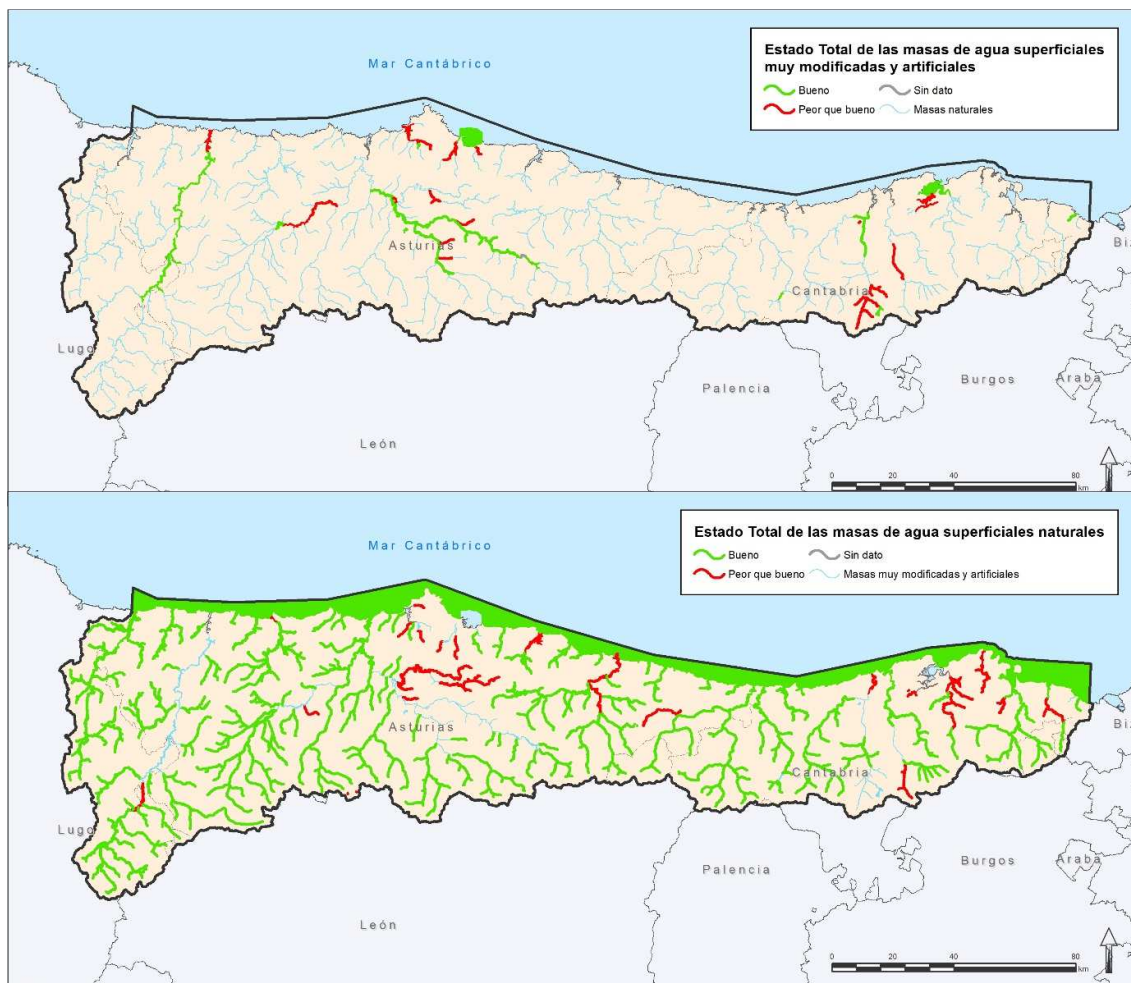 Estado Total de las masas de agua superficiales
muy modificadas y artificiales
Bueno Sin dato
Peor que bueno Masas naturales
Mar Cantábrico
Asturias
Cantabria
Lugo
Bi
Palencia
Burgos
Araba
León
0 20 40 80
km
Estado Total de las masas de agua superficiales naturales
Bueno Sin dato
Peor que bueno Masas muy modificadas y artificiales
Mar Cantábrico
Asturias
Cantabria
Lugo
Bi
Palencia
Burgos
Araba
León
0 20 40 80
km